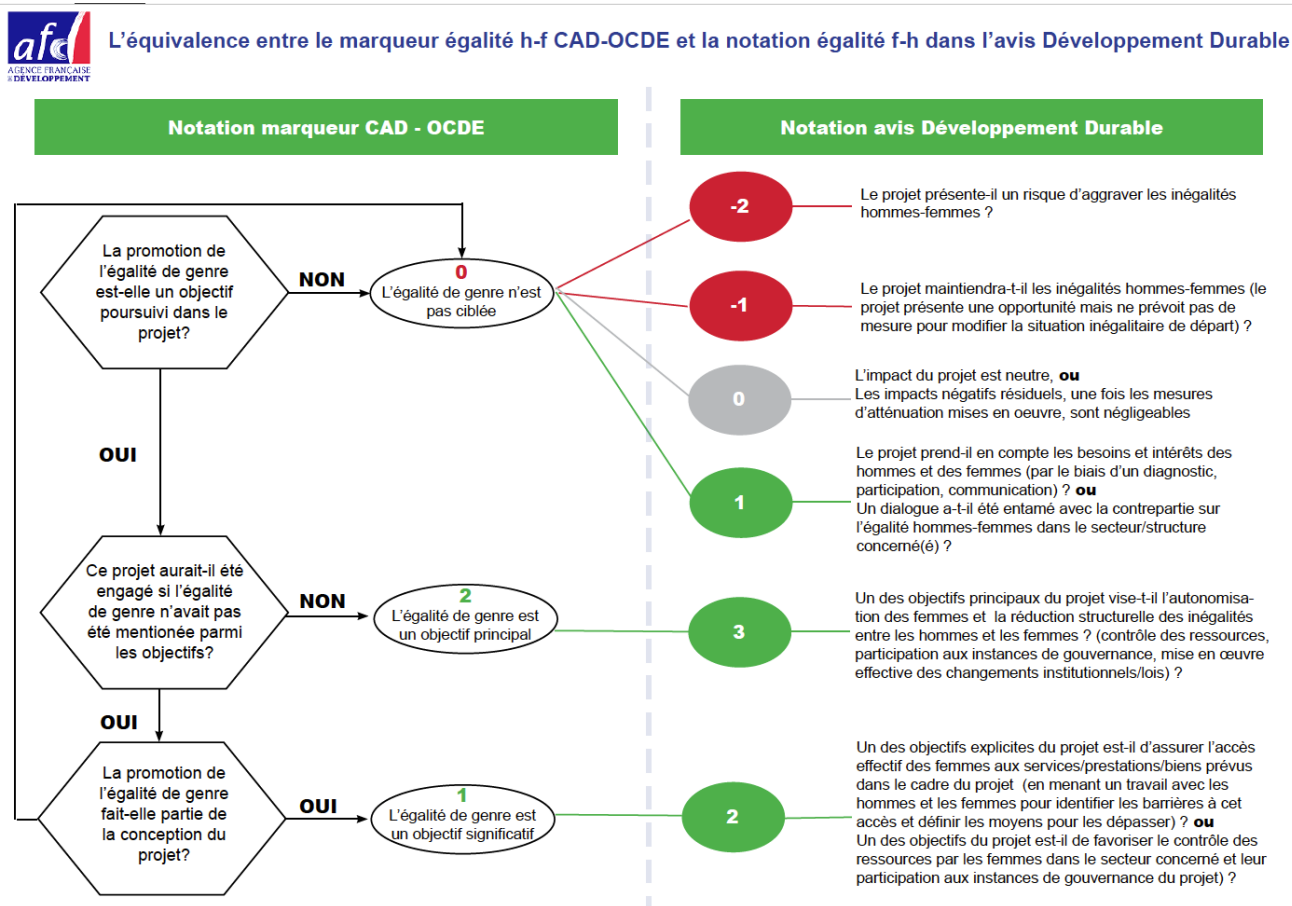 afd
AGENCE FRANÇAISE
DE DÉVELOPPEMENT
L'équivalence entre le marqueur égalité h-f CAD-OCDE et la notation égalité f-h dans l'avis Développement Durable
Notation marqueur CAD - OCDE
La promotion de
l'égalité de genre
est-elle un objectif
poursuivi dans le
projet?
NON
0
L'égalité de genre n'est
pas ciblée
OUI
Ce projet aurait-il été
engagé si l'égalité
de genre n'avait pas
été mentionée parmi
les objectifs?
NON
2
L'égalité de genre est
un objectif principal
OUI
La promotion de
l'égalité de genre
fait-elle partie de
la conception du
projet?
OUI
1
L'égalité de genre est
un objectif significatif
Notation avis Développement Durable
-2
Le projet présente-il un risque d'aggraver les inégalités
hommes-femmes ?
-1
Le projet maintiendra-t-il les inégalités hommes-femmes (le
projet présente une opportunité mais ne prévoit pas de
mesure pour modifier la situation inégalitaire de départ) ?
0
L'impact du projet est neutre, ou
Les impacts négatifs résiduels, une fois les mesures
d'atténuation mises en oeuvre, sont négligeables
1
Le projet prend-il en compte les besoins et intérêts des
hommes et des femmes (par le biais d'un diagnostic,
participation, communication) ? ou
Un dialogue a-t-il été entamé avec la contrepartie sur
l'égalité hommes-femmes dans le secteur/structure
concerné(é) ?
3
Un des objectifs principaux du projet vise-t-il l'autonomisa-
tion des femmes et la réduction structurelle des inégalités
entre les hommes et les femmes ? (contrôle des ressources,
participation aux instances de gouvernance, mise en œuvre
effective des changements institutionnels/lois) ?
2
Un des objectifs explicites du projet est-il d'assurer l'accès
effectif des femmes aux services/prestations/biens prévus
dans le cadre du projet (en menant un travail avec les
hommes et les femmes pour identifier les barrières à cet
accès et définir les moyens pour les dépasser) ? ou
Un des objectifs du projet est-il de favoriser le contrôle des
ressources par les femmes dans le secteur concerné et leur
participation aux instances de gouvernance du projet) ?